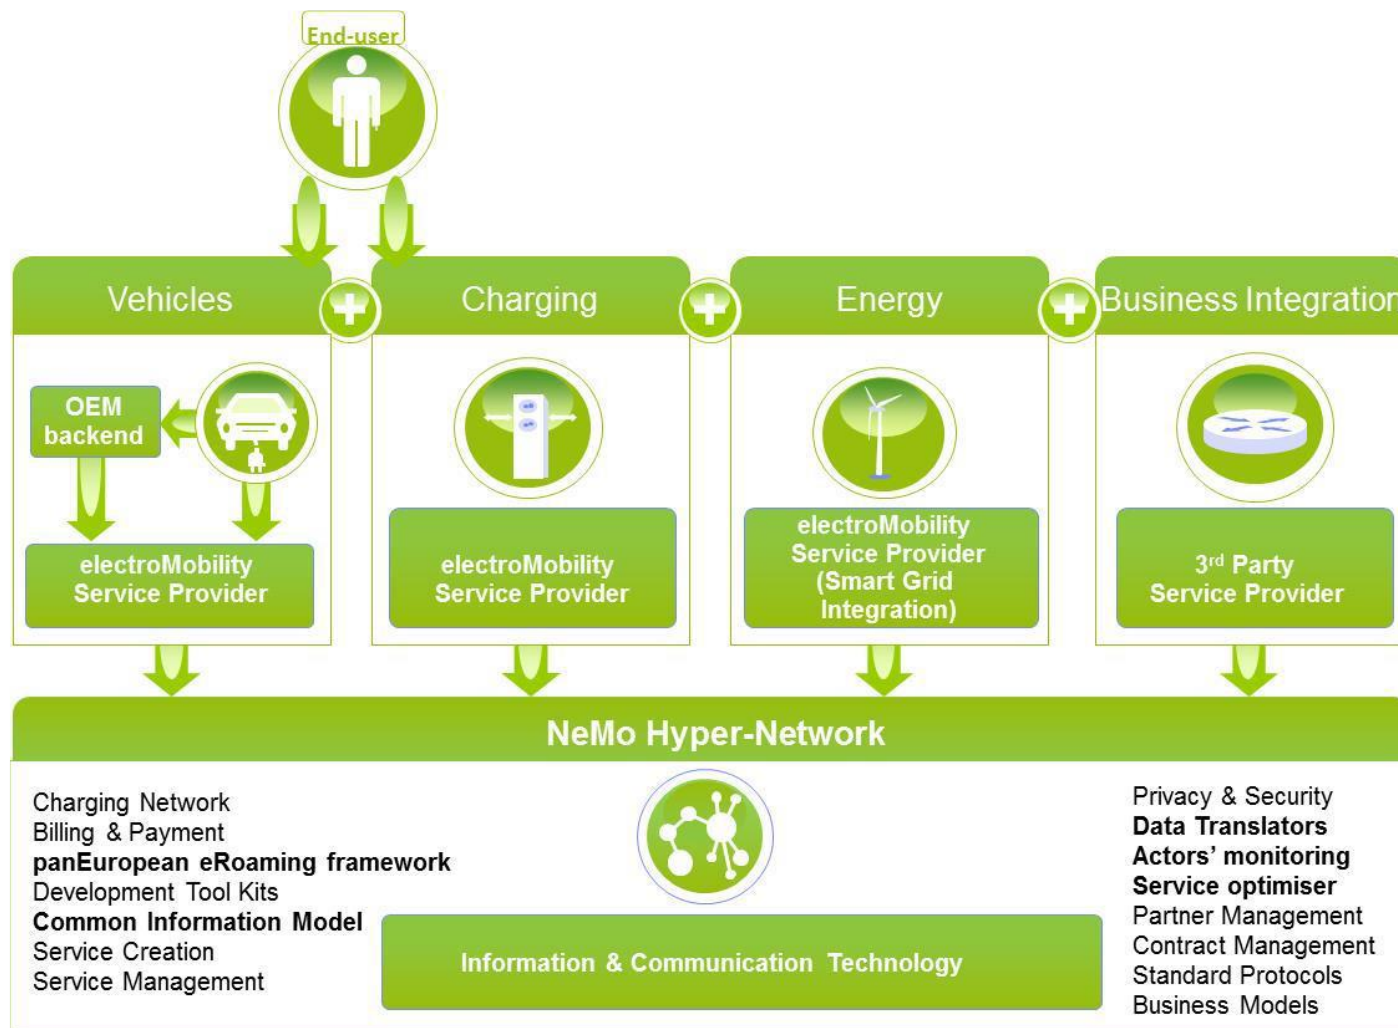 End-user
Vehicles
Charging
Energy
Business Integration
OEM
backend
electroMobility
Service Provider
electroMobility
Service Provider
electroMobility
Service Provider
(Smart Grid
Integration)
3rd Party
Service Provider
NeMo Hyper-Network
Charging Network
Billing & Payment
panEuropean eRoaming framework
Development Tool Kits
Common Information Model
Service Creation
Service Management
Information & Communication Technology
Privacy & Security
Data Translators
Actors’ monitoring
Service optimiser
Partner Management
Contract Management
Standard Protocols
Business Models